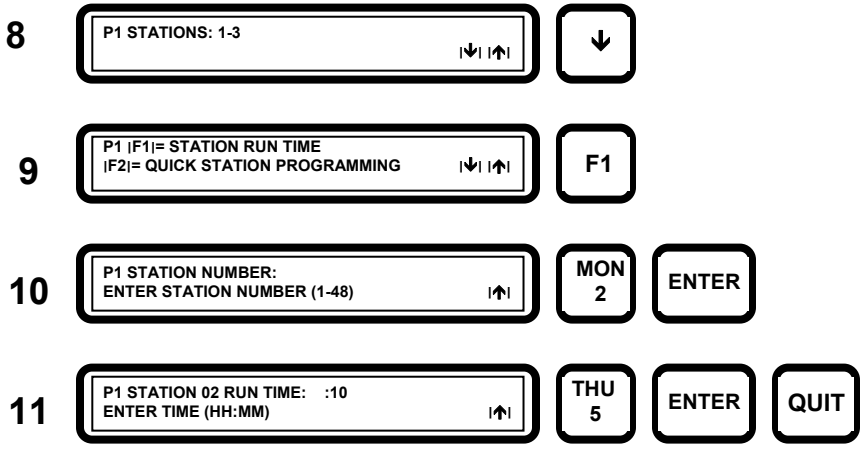 8
P1 STATIONS: 1-3
|↓| |↑|
↓
9
P1 |F1|= STATION RUN TIME
|F2|= QUICK STATION PROGRAMMING |↓| |↑|
F1
10
P1 STATION NUMBER:
ENTER STATION NUMBER (1-48) |↑|
MON
2
ENTER
11
P1 STATION 02 RUN TIME: :10
ENTER TIME (HH:MM) |↑|
THU
5
ENTER
QUIT